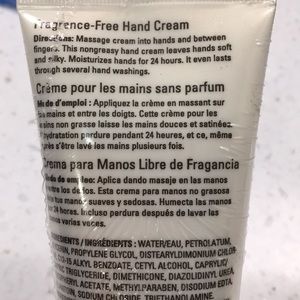 Fragrance-Free Hand Cream
Directions: Massage cream into hands and between
fingers. This nongreasy hand cream leaves hands soft
and silky. Moisturizes hands for 24 hours. It even lasts
through several hand washings.
Crème pour les mains sans parfum
Mode d'emploi : Appliquez la crème en massant sur
les mains et entre les doigts. Cette crème pour les
mains non grasse laisse les mains douces et satinées.
L'hydratation perdure pendant 24 heures, et ce, même
après s'être lavé les mains plusieurs fois.
Crema para Manos Libre de Fragancia
Modo de empleo: Aplica dando masaje en las manos
y entre los dedos. Esta crema para manos no grasosa
deja tus manos suaves y sedosas. Humecta las manos
por 24 horas. Incluso perdura después de lavar las
manos varias veces.
INGREDIENTS / INGRÉDIENTS : WATER/EAU, PETROLATUM,
GLYCERIN, PROPYLENE GLYCOL, DISTEARYLDIMONIUM CHLOR
C12-15 ALKYL BENZOATE, CETYL ALCOHOL, CAPRYLIC/
TRIGLYCERIDE, DIMETHICONE, DIAZOLIDINYL UREA,
ACETATE, METHYLPARABEN, DISODIUM EDTA,
SODIUM CHLORIDE, TRIETHANOLAMINE